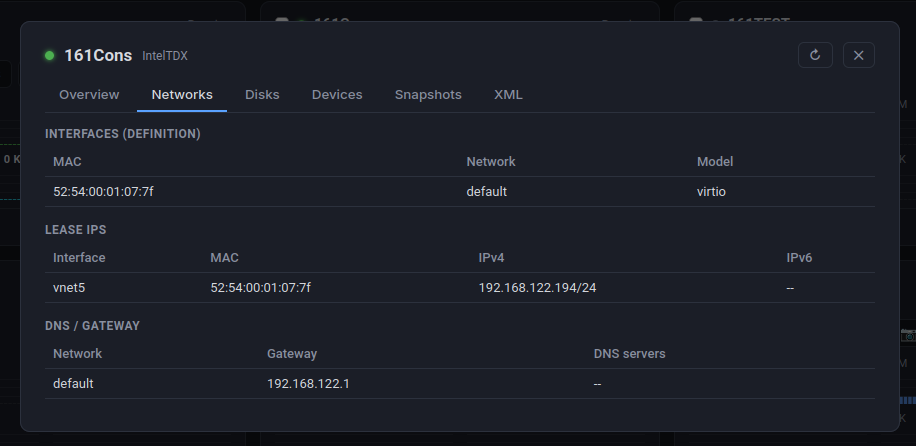 161Cons IntelTDX
Overview Networks Disks Devices Snapshots XML
INTERFACES (DEFINITION)
MAC Network Model
52:54:00:01:07:7f default virtio
LEASE IPS
Interface MAC IPv4 IPv6
vnet5 52:54:00:01:07:7f 192.168.122.194/24 --
DNS / GATEWAY
Network Gateway DNS servers
default 192.168.122.1 --
0 K